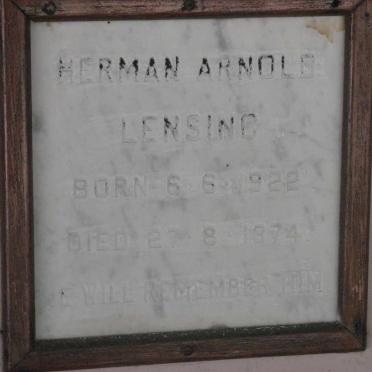 HERMAN ARNOLD
LENSING
BORN 6 6 1922
DIED 27 8 1974
E WILL REMEMBER HIM